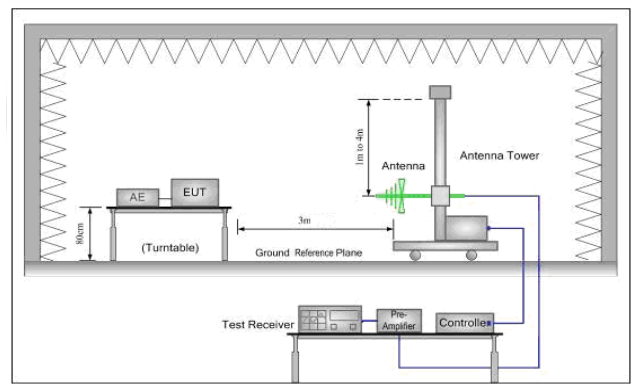 1m to 4m
Antenna
Antenna Tower
AE
EUT
80cm
(Turntable)
3m
Ground Reference Plane
Test Receiver
Pre-
Amplifier
Controller